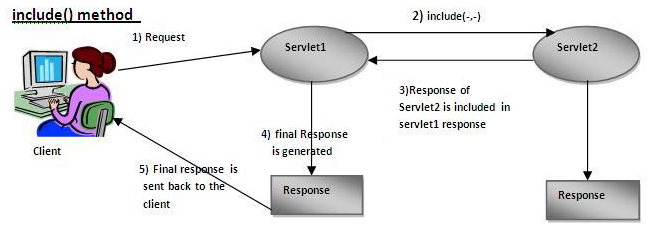 include() method
1) Request
2) include(-,-)
Servlet1
Servlet2
3)Response of
Servlet2 is included in
servlet1 response
4) final Response
is generated
Client
5) Final response is
sent back to the
client
Response
Response